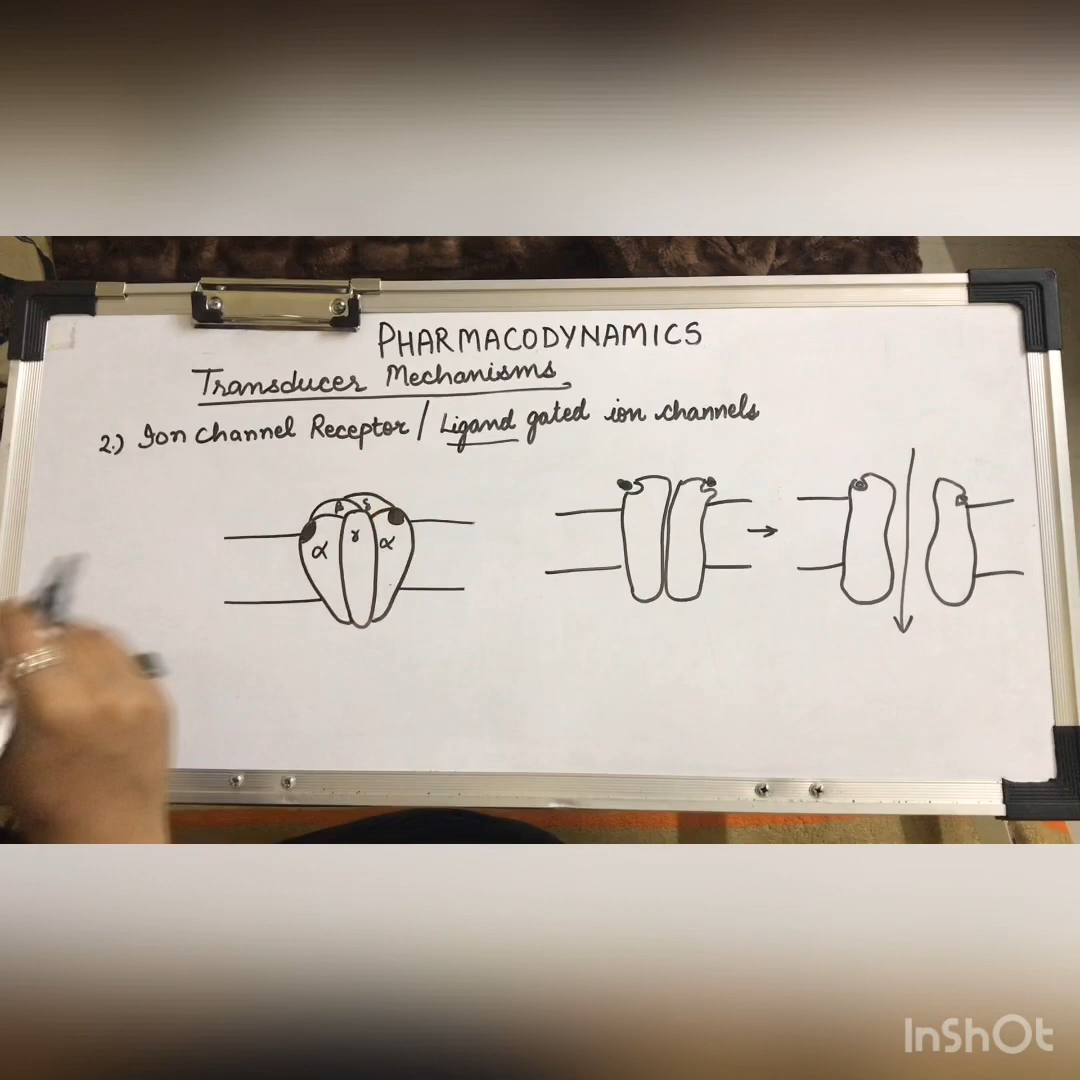 PHARMACODYNAMICS
Transducer Mechanisms
2.) Ion Channel Receptor / Ligand gated ion channels
β δ
α γ α
InShOt